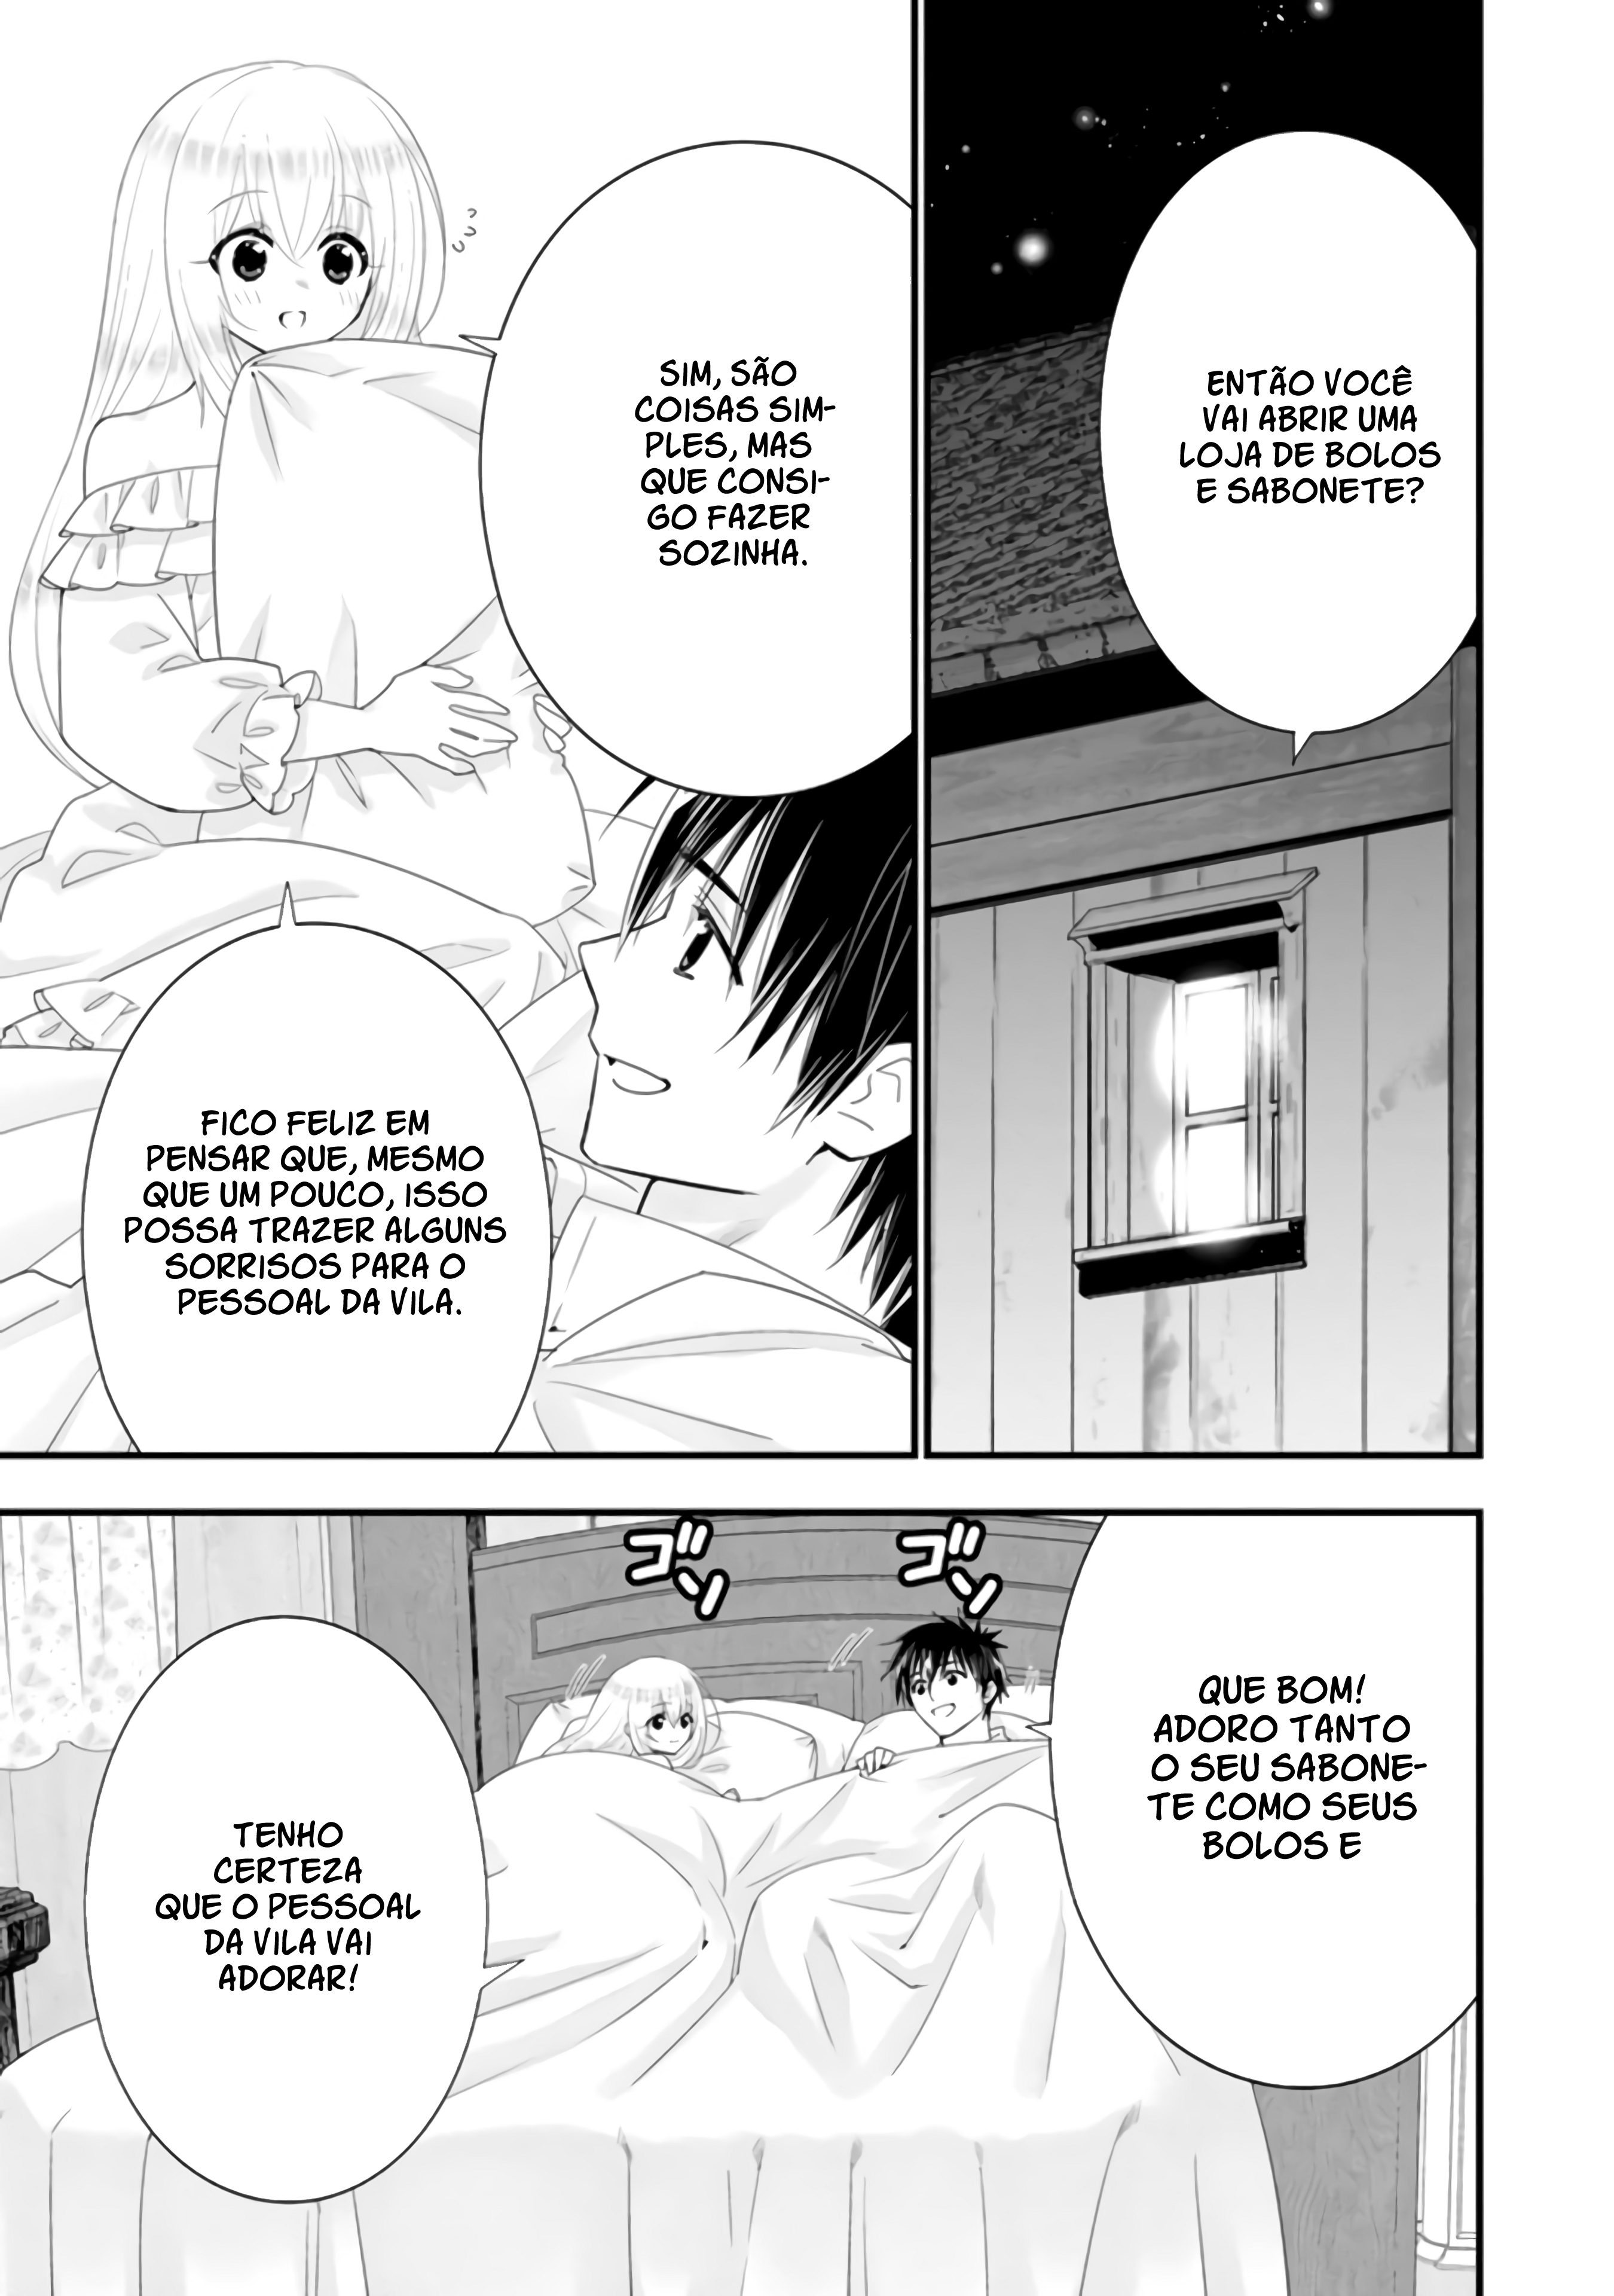 ENTÃO VOCÊ
VAI ABRIR UMA
LOJA DE BOLOS
E SABONETE?
SIM, SÃO
COISAS SIM-
PLES, MAS
QUE CONSI-
GO FAZER
SOZINHA.
FICO FELIZ EM
PENSAR QUE, MESMO
QUE UM POUCO, ISSO
POSSA TRAZER ALGUNS
SORRISOS PARA O
PESSOAL DA VILA.
ゴソ
ゴソ
QUE BOM!
ADORO TANTO
O SEU SABONE-
TE COMO SEUS
BOLOS E
TENHO
CERTEZA
QUE O PESSOAL
DA VILA VAI
ADORAR!